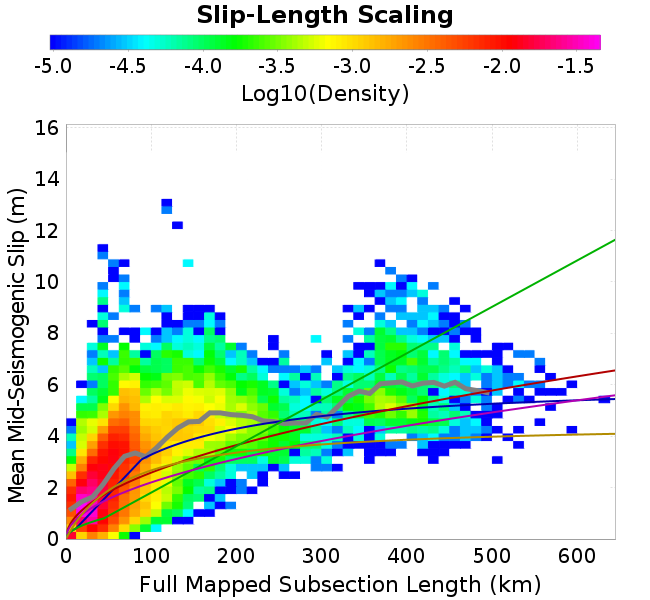 Slip-Length Scaling
-5.0 -4.5 -4.0 -3.5 -3.0 -2.5 -2.0 -1.5
Log10(Density)
16
14
12
10
8
6
4
2
0
Mean Mid-Seismogenic Slip (m)
0 100 200 300 400 500 600
Full Mapped Subsection Length (km)